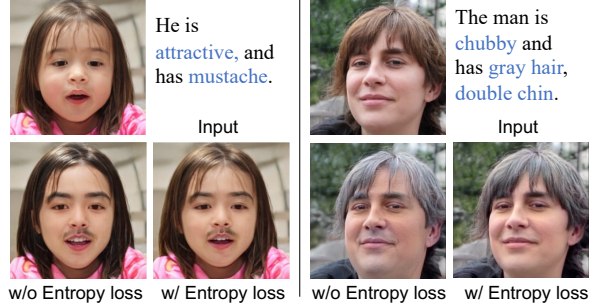 He is
attractive, and
has mustache.
Input
w/o Entropy loss
w/ Entropy loss
The man is
chubby and
has gray hair,
double chin.
Input
w/o Entropy loss
w/ Entropy loss